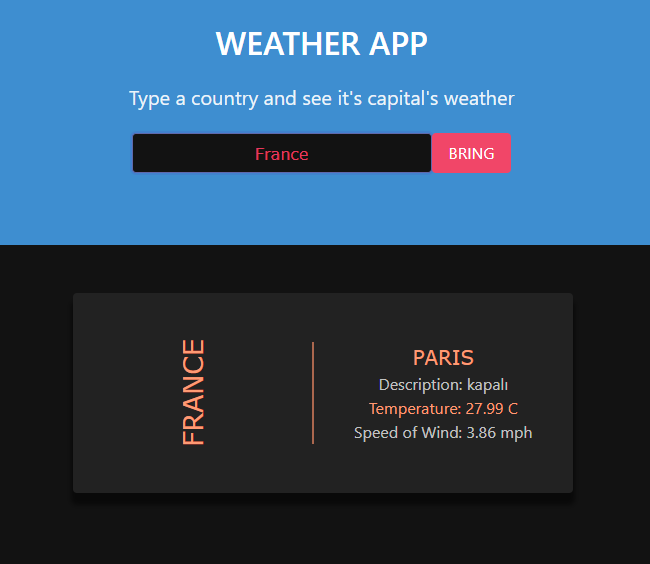 WEATHER APP
Type a country and see it's capital's weather
France
BRING
FRANCE
PARIS
Description: kapalı
Temperature: 27.99 C
Speed of Wind: 3.86 mph